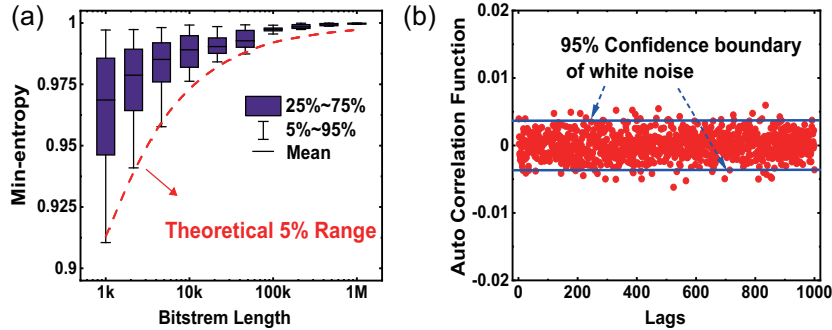 (a)
Min-entropy
1
0.975
0.95
0.925
0.9
25%~75%
5%~95%
Mean
Theoretical 5% Range
1k
10k
100k
1M
Bitstrem Length
(b)
Auto Correlation Function
0.02
0.01
0
-0.01
-0.02
95% Confidence boundary
of white noise
0
200
400
600
800
1000
Lags